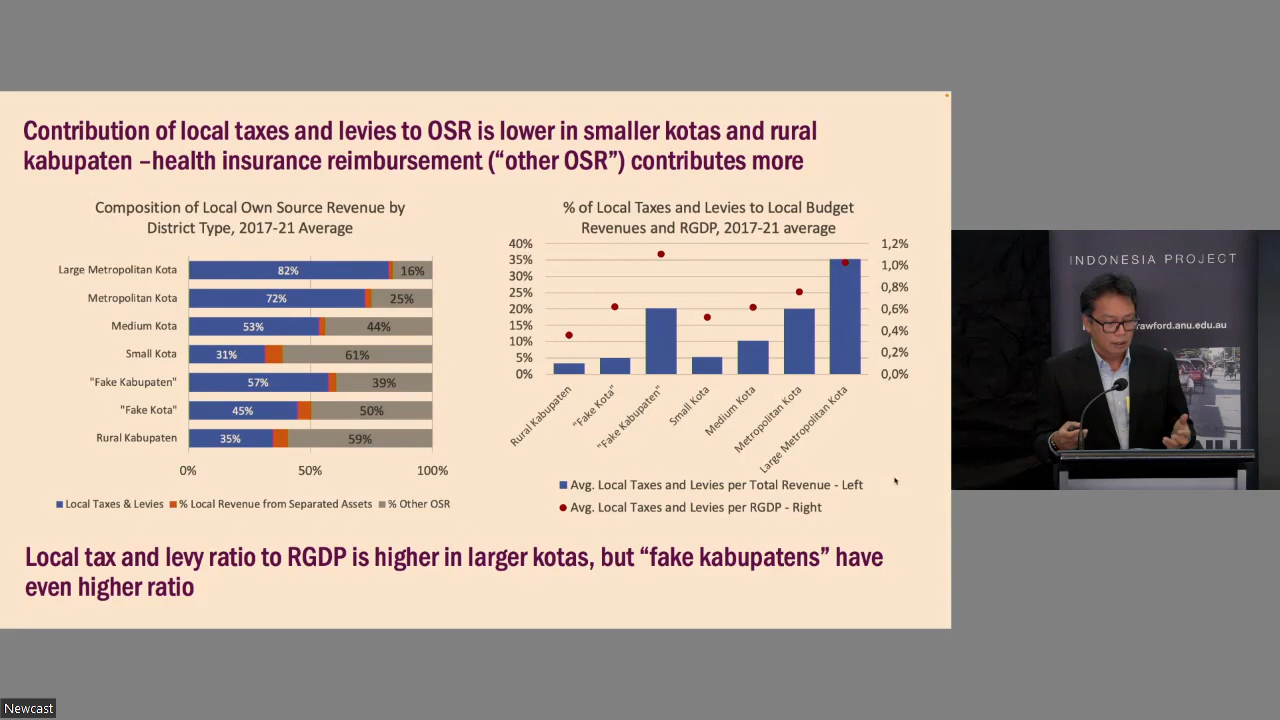 Contribution of local taxes and levies to OSR is lower in smaller kotas and rural
kabupaten –health insurance reimbursement (“other OSR”) contributes more
Composition of Local Own Source Revenue by
District Type, 2017-21 Average
Large Metropolitan Kota 82% 16%
Metropolitan Kota 72% 25%
Medium Kota 53% 44%
Small Kota 31% 61%
"Fake Kabupaten" 57% 39%
"Fake Kota" 45% 50%
Rural Kabupaten 35% 59%
0% 50% 100%
Local Taxes & Levies % Local Revenue from Separated Assets % Other OSR
% of Local Taxes and Levies to Local Budget
Revenues and RGDP, 2017-21 average
40% 1,2%
35% 1,0%
30% 0,8%
25% 0,6%
20% 0,4%
15% 0,2%
10% 0,0%
5%
0%
Rural Kabupaten
"Fake Kota"
"Fake Kabupaten"
Small Kota
Medium Kota
Metropolitan Kota
Large Metropolitan Kota
Avg. Local Taxes and Levies per Total Revenue - Left
Avg. Local Taxes and Levies per RGDP - Right
Local tax and levy ratio to RGDP is higher in larger kotas, but “fake kabupatens” have
even higher ratio
INDONESIA PROJECT
rawford.anu.edu.au
Newcast